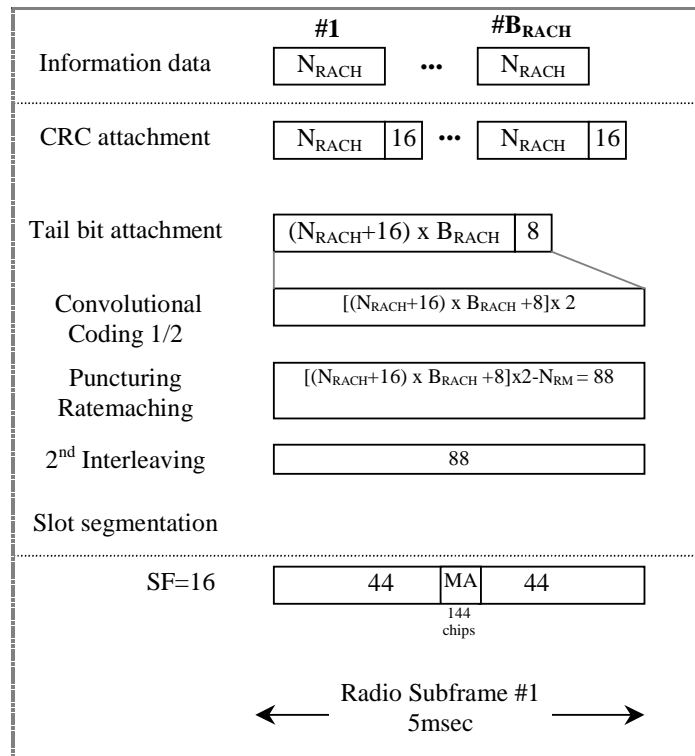 #1 #B_RACH
Information data N_RACH ... N_RACH
CRC attachment N_RACH 16 ... N_RACH 16
Tail bit attachment (N_RACH+16) x B_RACH 8
Convolutional
Coding 1/2
[(N_RACH+16) x B_RACH +8]x 2
Puncturing
Ratemaching
[(N_RACH+16) x B_RACH +8]x2-N_RM = 88
2nd Interleaving 88
Slot segmentation
SF=16 44 MA 44
144
chips
Radio Subframe #1
5msec